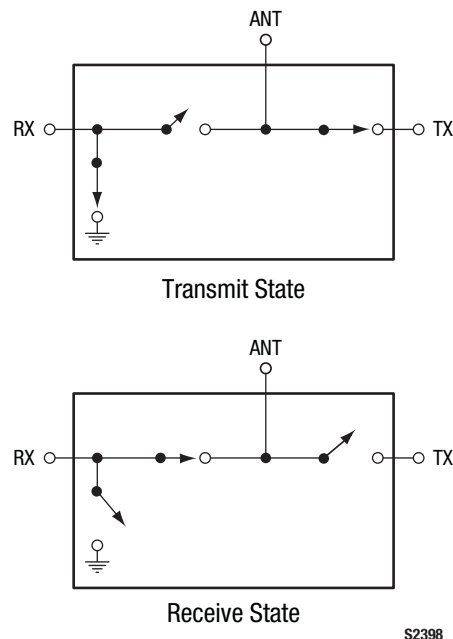 ANT
RX TX
Transmit State
ANT
RX TX
Receive State
S2398